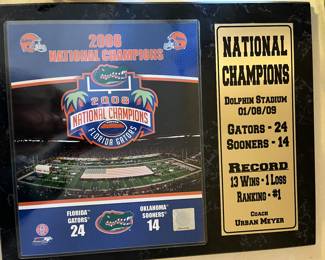 2008
NATIONAL CHAMPIONS
2008
NATIONAL CHAMPIONS
FLORIDA GATORS
FLORIDA
GATORS
24
OKLAHOMA
SOONERS
14
NATIONAL
CHAMPIONS
DOLPHIN STADIUM
01/08/09
GATORS - 24
SOONERS - 14
RECORD
13 WINS • 1 LOSS
RANKING • #1
COACH
URBAN MEYER